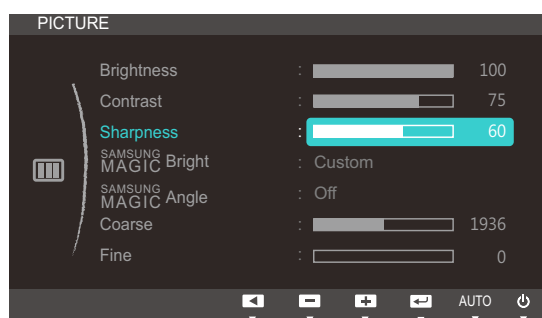 PICTURE
Brightness : 100
Contrast : 75
Sharpness : 60
SAMSUNG MAGIC Bright : Custom
SAMSUNG MAGIC Angle : Off
Coarse : 1936
Fine : 0
AUTO